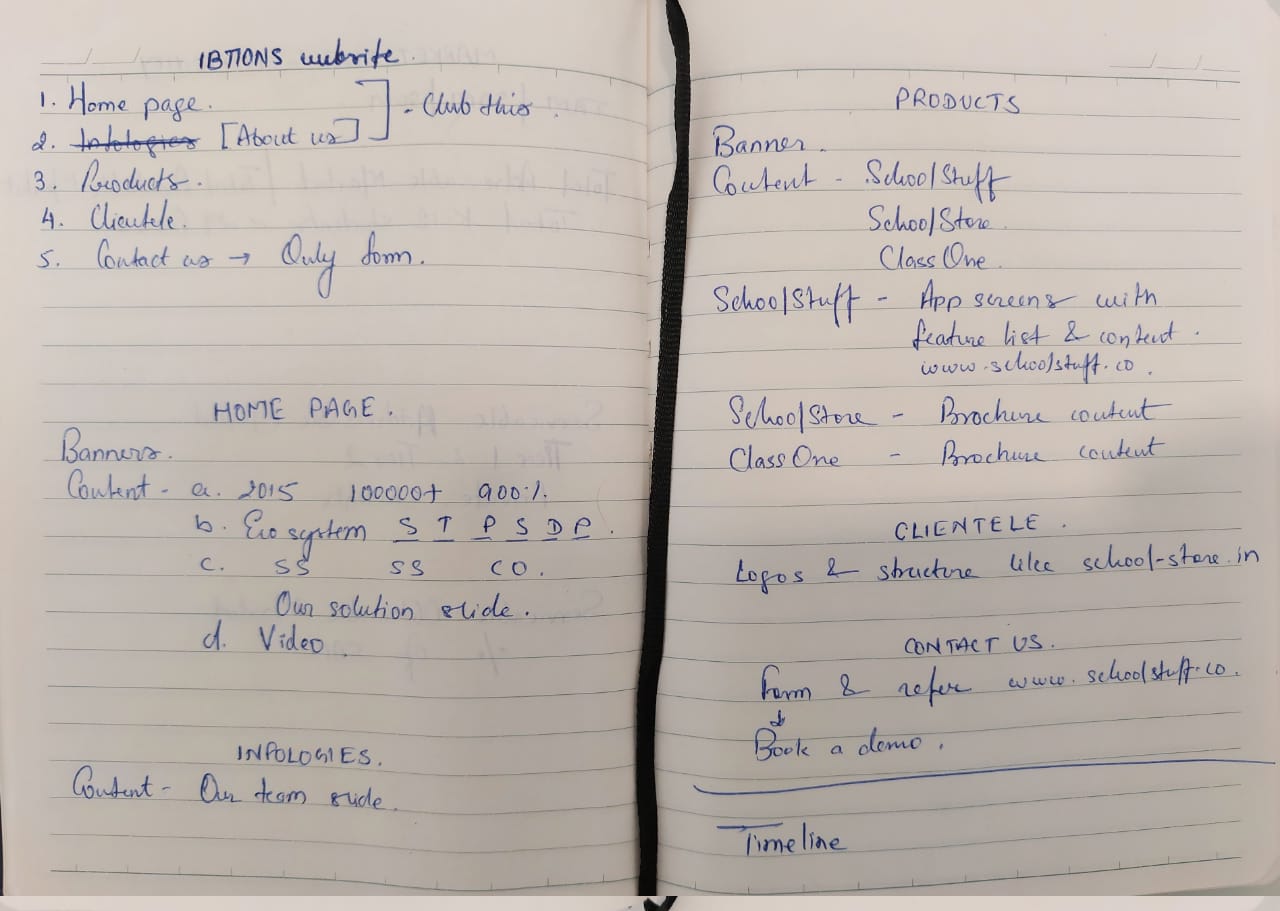 IBTIONS website.
1. Home page.
] - Club this.
2. Infologies [About us]
3. Products.
4. Clientele.
5. Contact us → Only form.
HOME PAGE.
Banners.
Content - a. 2015 100000+ 900%.
b. Eco system S T P S D P.
c. SS SS CO.
Our solution slide.
d. Video.
INFOLOGIES.
Content - Our team slide.
PRODUCTS
Banner.
Content - SchoolStuff
SchoolStore.
ClassOne.
SchoolStuff - App screens with
feature list & content.
www.schoolstuff.co.
SchoolStore - Brochure content
ClassOne - Brochure content
CLIENTELE.
Logos & structure like school-store.in
CONTACT US.
Form & refer www.schoolstuff.co.
↓
Book a demo.
Timeline